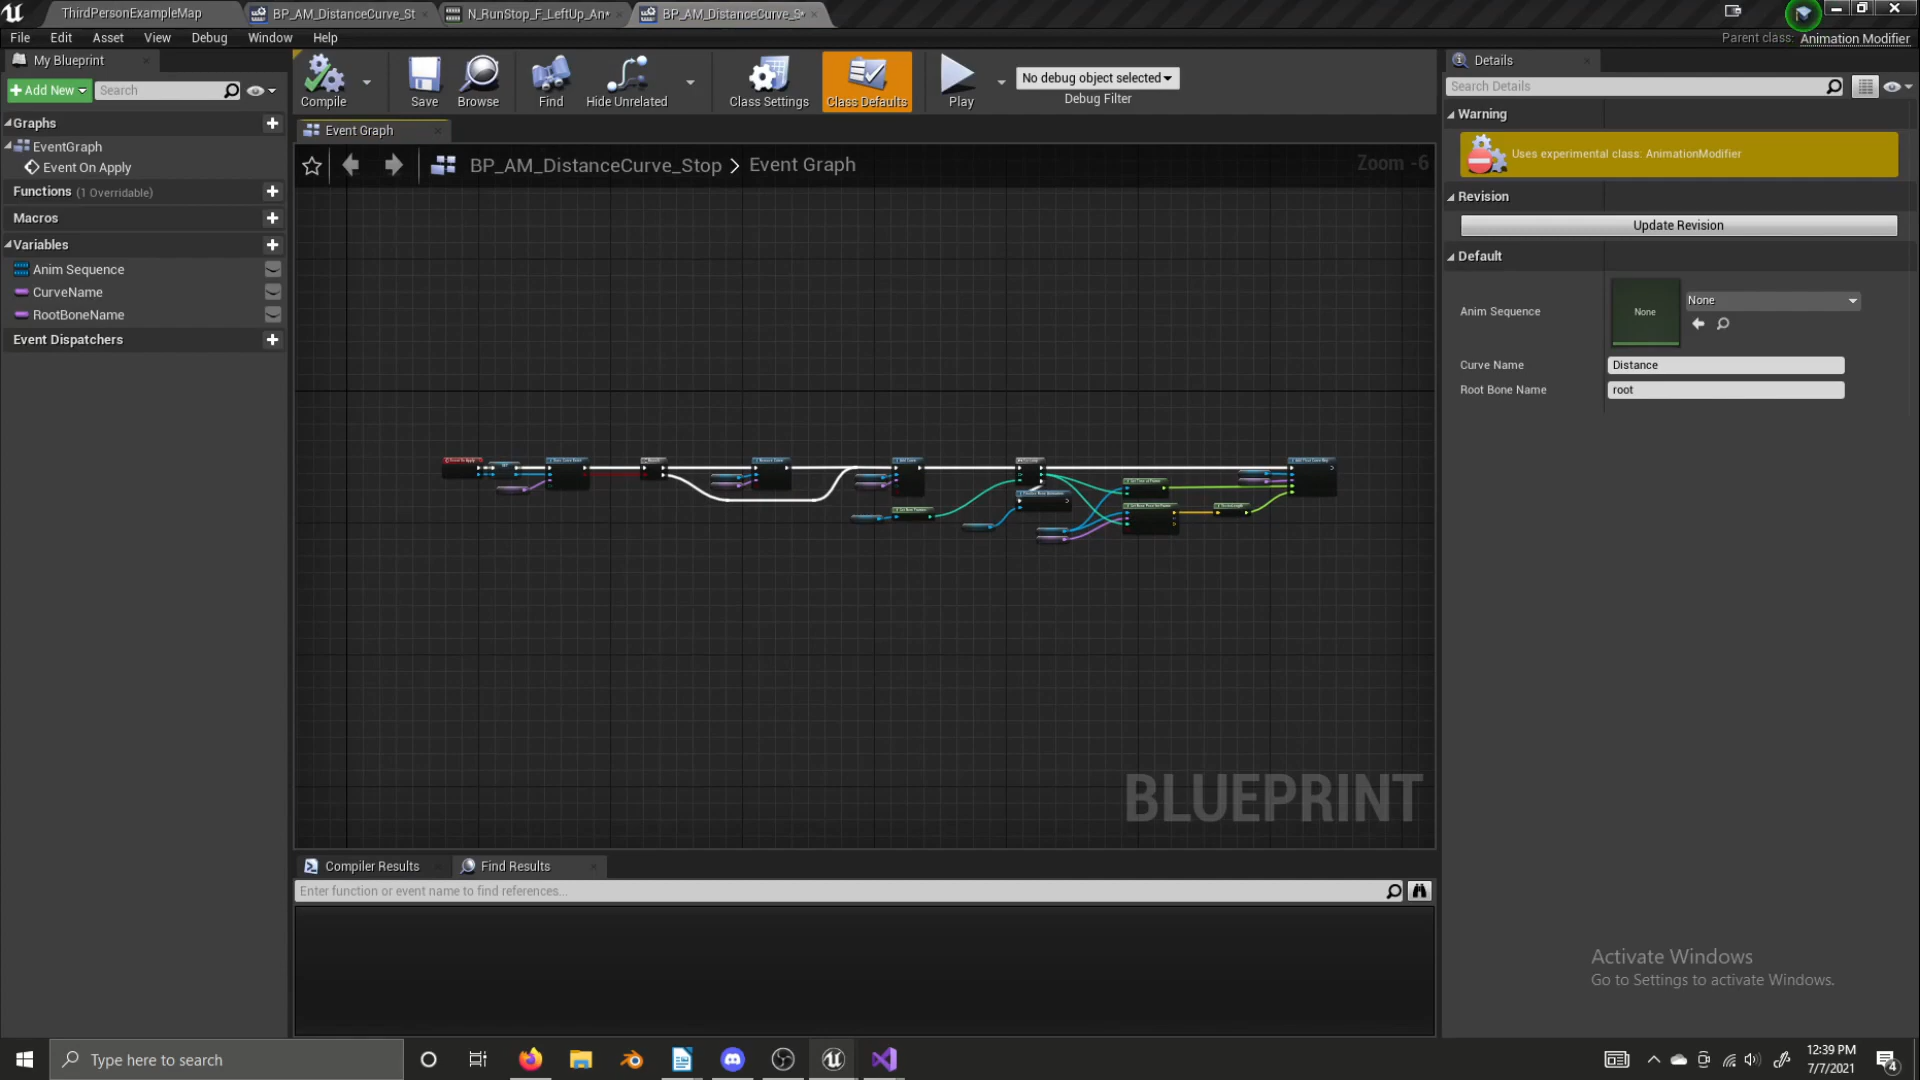 ThirdPersonExampleMap
BP_AM_DistanceCurve_St
N_RunStop_F_LeftUp_An*
BP_AM_DistanceCurve_S*
File Edit Asset View Debug Window Help
Parent class: Animation Modifier
My Blueprint
Add New
Search
Graphs
EventGraph
Event On Apply
Functions (1 Overridable)
Macros
Variables
Anim Sequence
CurveName
RootBoneName
Event Dispatchers
Compile
Save
Browse
Find
Hide Unrelated
Class Settings
Class Defaults
Play
No debug object selected
Debug Filter
Event Graph
BP_AM_DistanceCurve_Stop > Event Graph
Zoom -6
BLUEPRINT
Compiler Results
Find Results
Enter function or event name to find references...
Details
Search Details
Warning
Uses experimental class: AnimationModifier
Revision
Update Revision
Default
Anim Sequence
None
None
Curve Name
Distance
Root Bone Name
root
Activate Windows
Go to Settings to activate Windows.
Type here to search
12:39 PM
7/7/2021
4